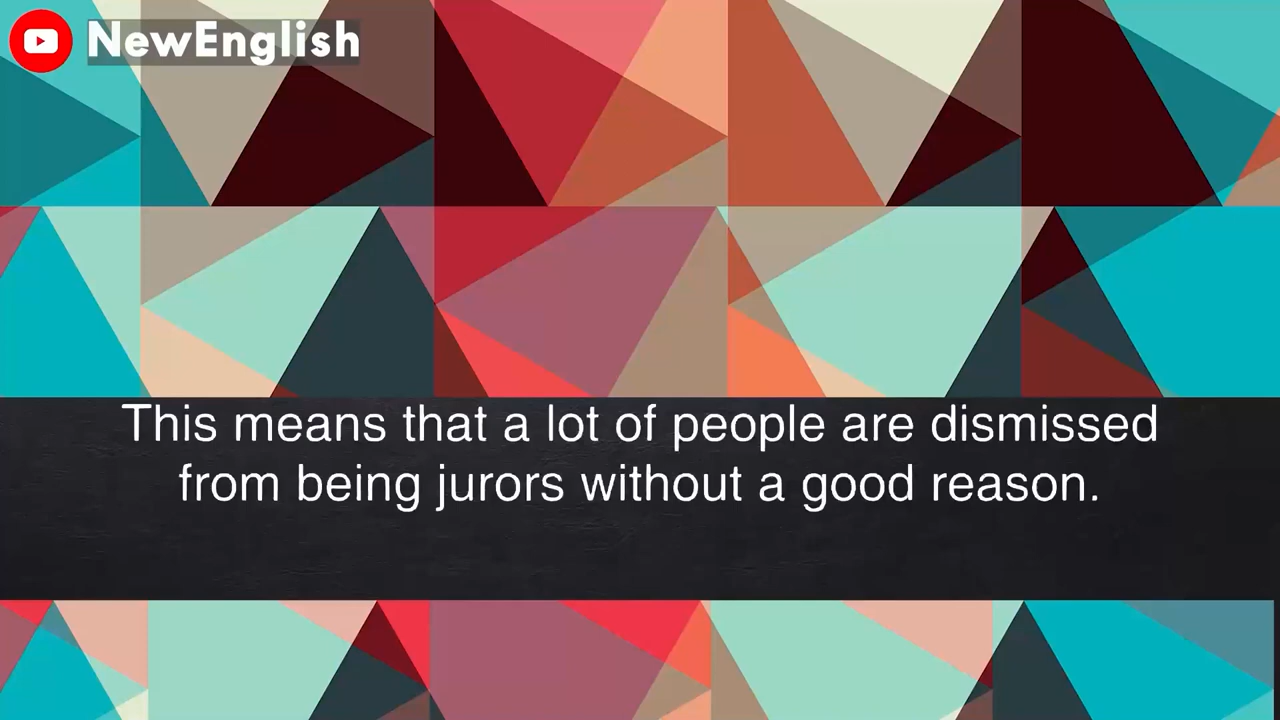 NewEnglish
This means that a lot of people are dismissed
from being jurors without a good reason.